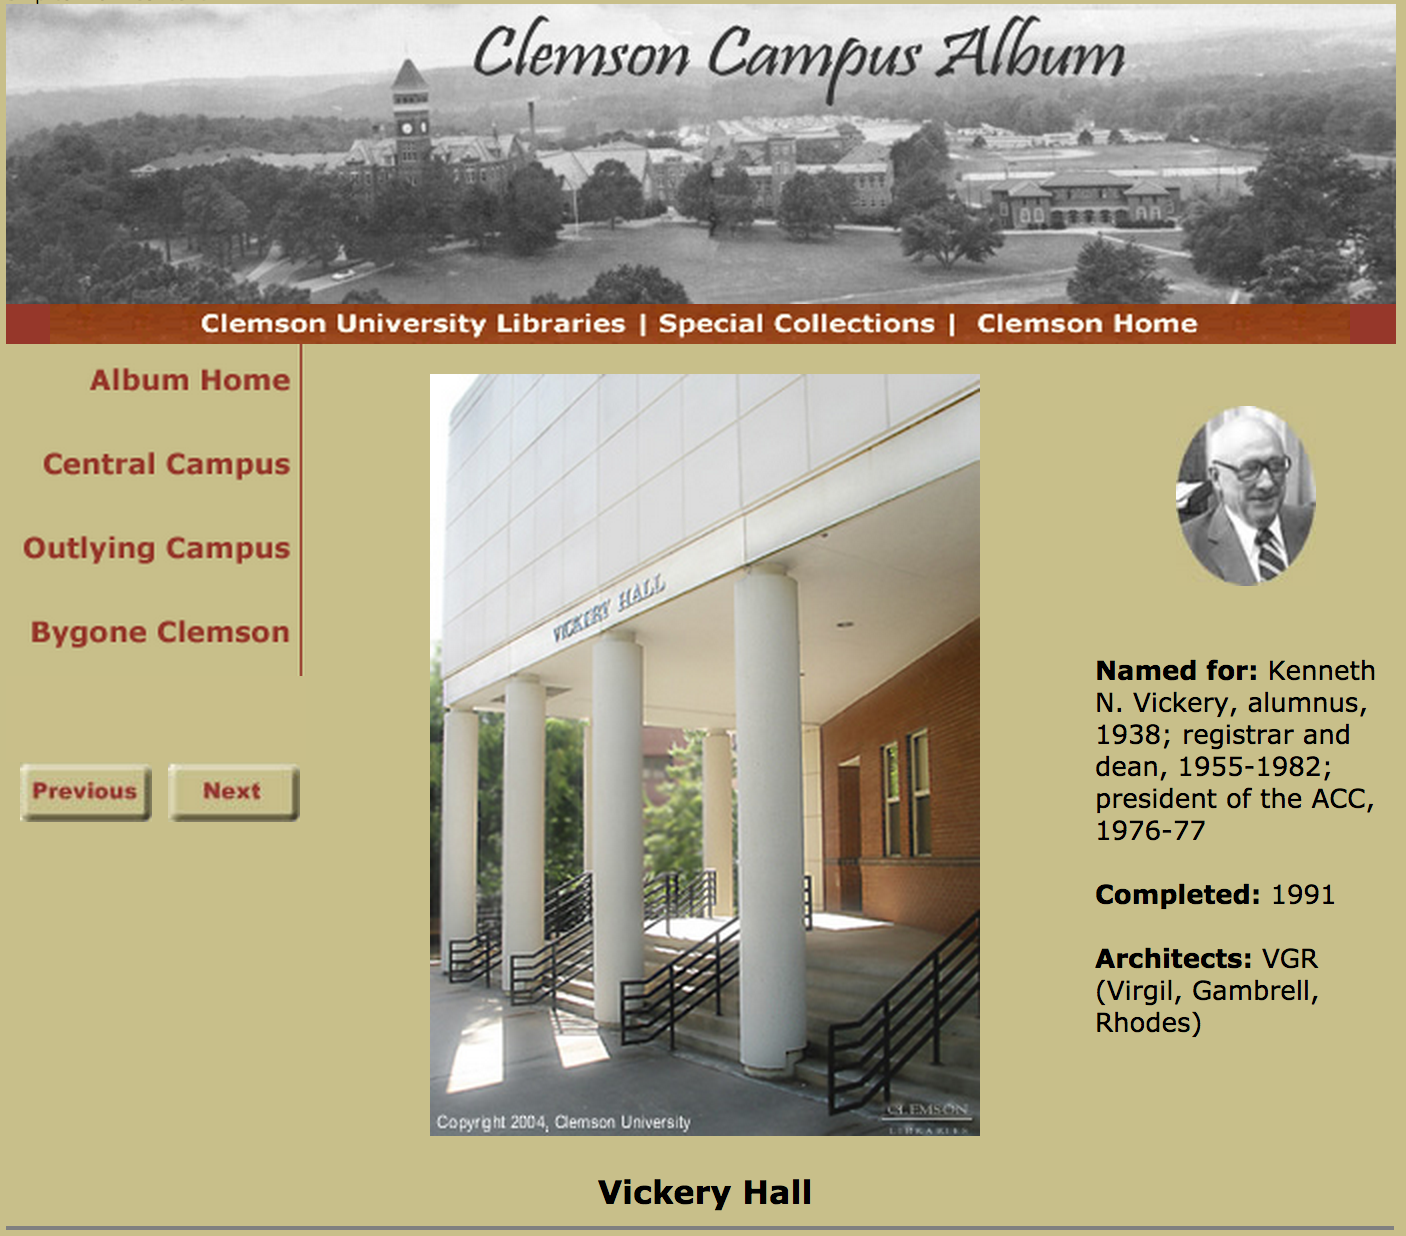 Clemson Campus Album
Clemson University Libraries | Special Collections | Clemson Home
Album Home
Central Campus
Outlying Campus
Bygone Clemson
Previous
Next
VICKERY HALL
Copyright 2004, Clemson University
CLEMSON
LIBRARIES
Named for: Kenneth
N. Vickery, alumnus,
1938; registrar and
dean, 1955-1982;
president of the ACC,
1976-77
Completed: 1991
Architects: VGR
(Virgil, Gambrell,
Rhodes)
Vickery Hall